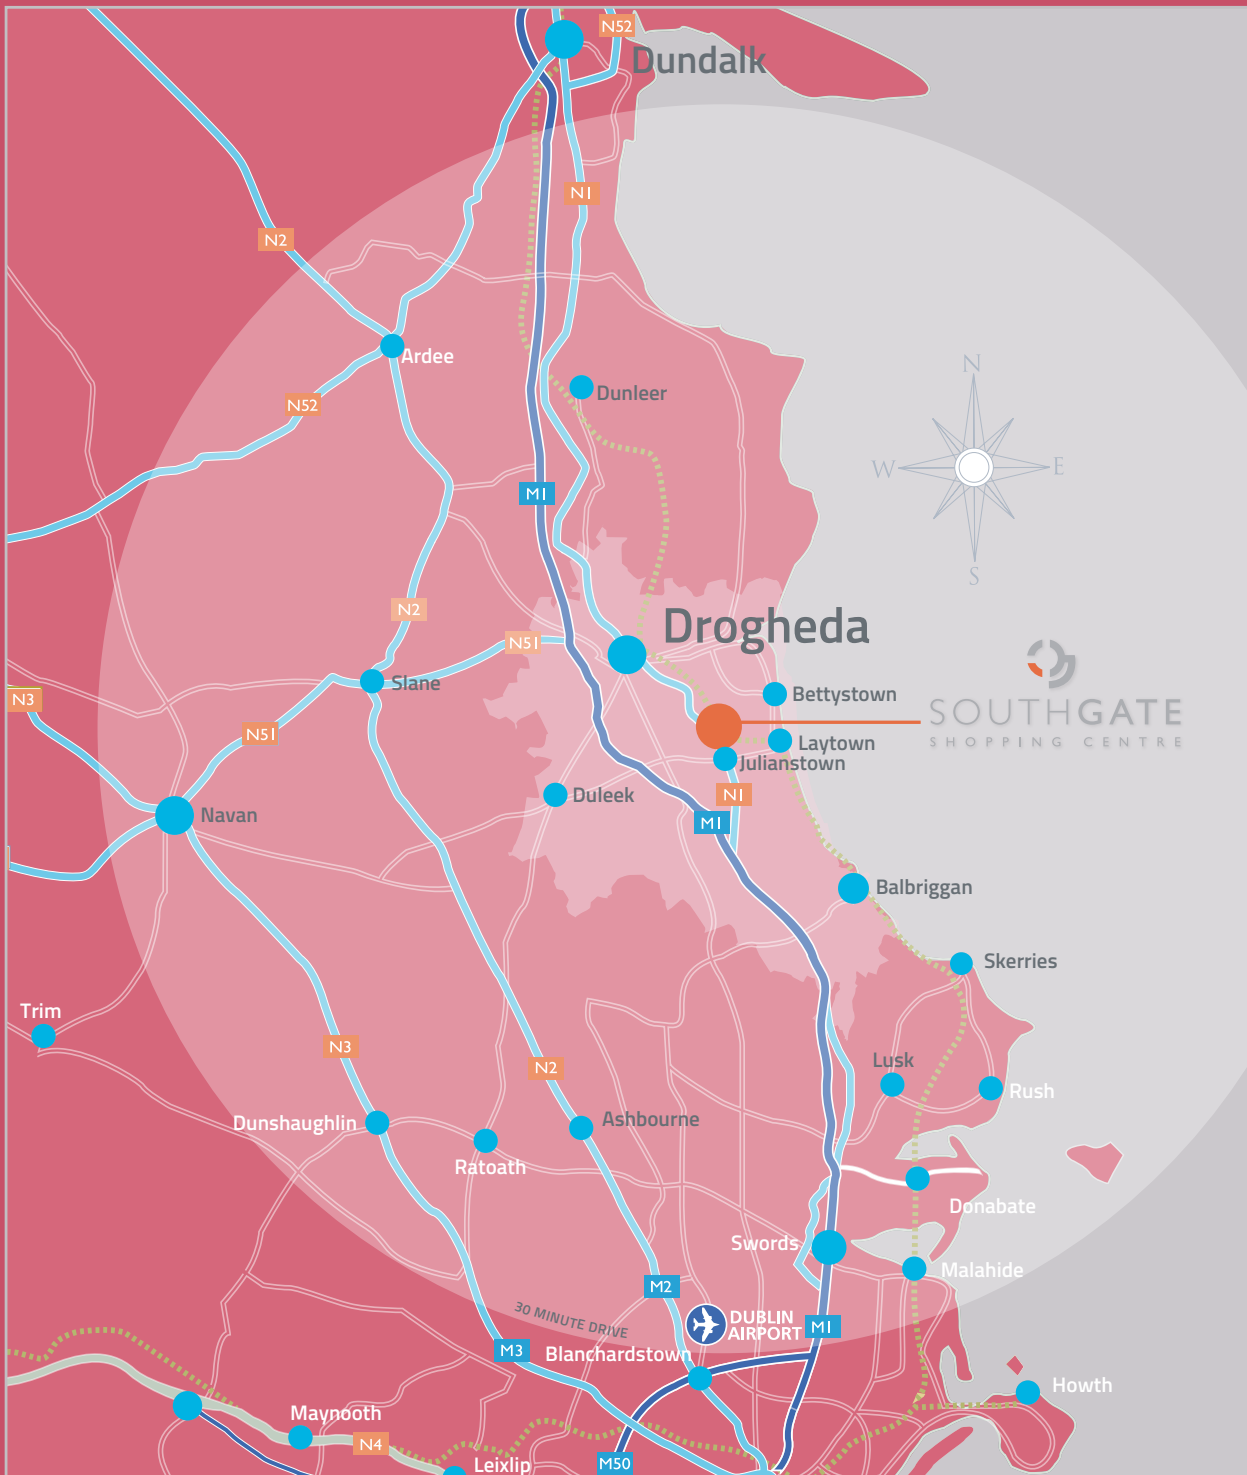 N52
Dundalk
N1
N2
Ardee
N
N52
Dunleer
W
E
M1
S
N2
Drogheda
N51
Slane
N3
Bettystown
SOUTHGATE
SHOPPING CENTRE
N51
Laytown
Julianstown
N1
Duleek
Navan
M1
Balbriggan
Skerries
Trim
N3
N2
Lusk
Rush
Dunshaughlin
Ashbourne
Ratoath
Donabate
Swords
Malahide
M2
30 MINUTE DRIVE
DUBLIN
AIRPORT
M1
M3
Blanchardstown
Howth
Maynooth
N4
Leixlip
M50